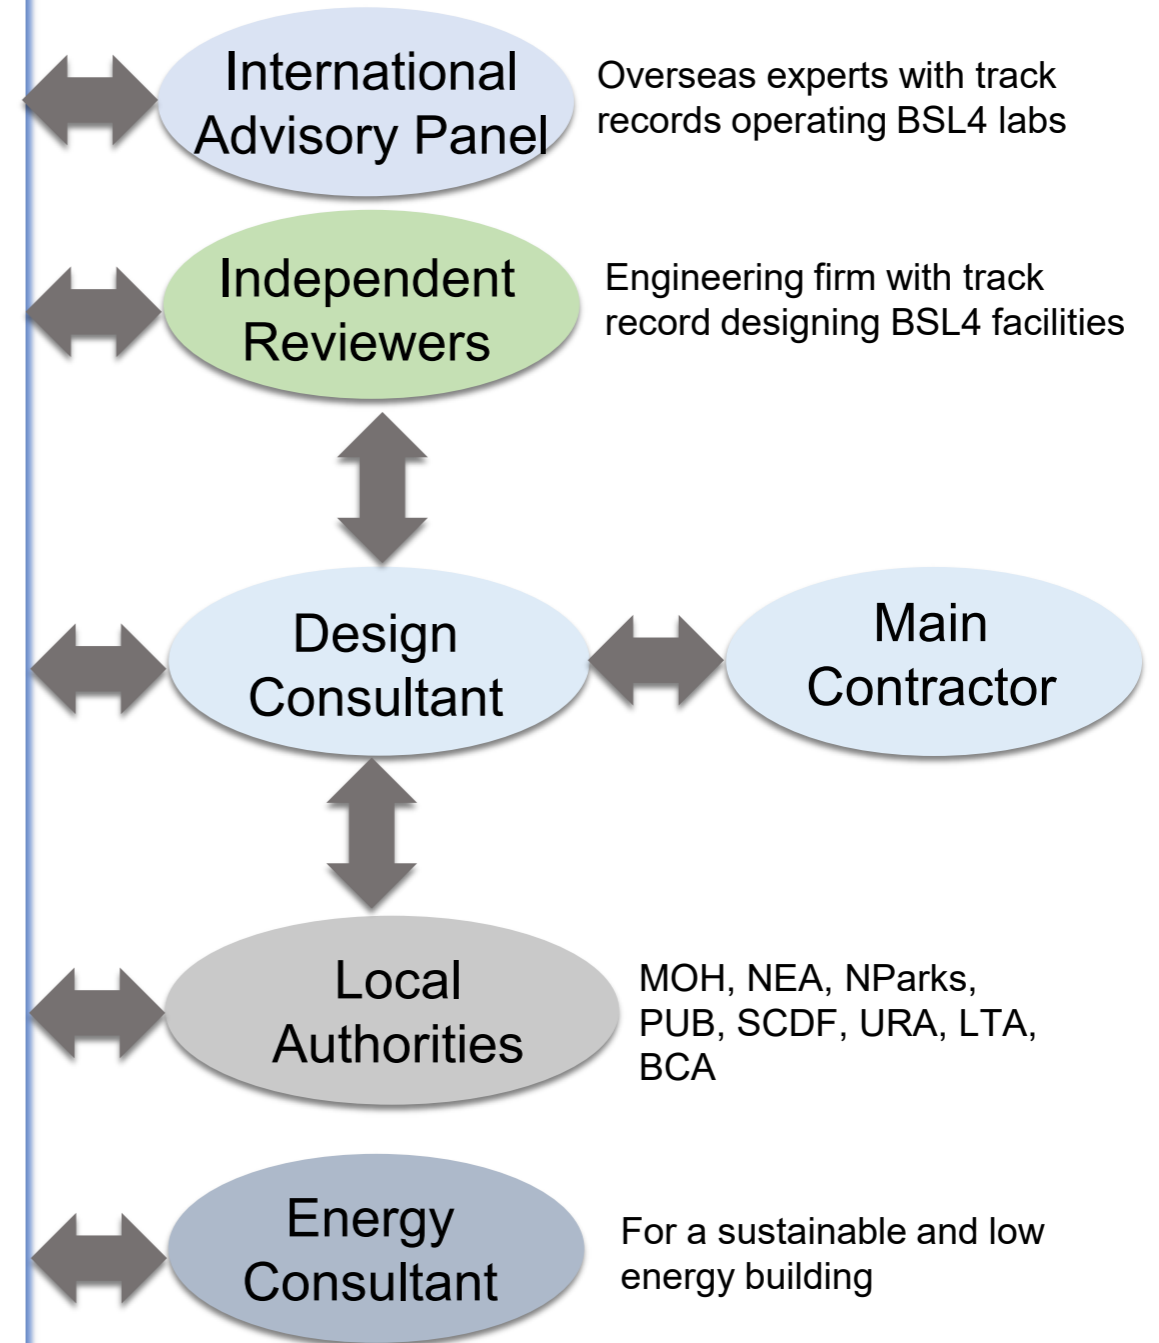 International
Advisory Panel
Overseas experts with track
records operating BSL4 labs
Independent
Reviewers
Engineering firm with track
record designing BSL4 facilities
Design
Consultant
Main
Contractor
Local
Authorities
MOH, NEA, NParks,
PUB, SCDF, URA, LTA,
BCA
Energy
Consultant
For a sustainable and low
energy building